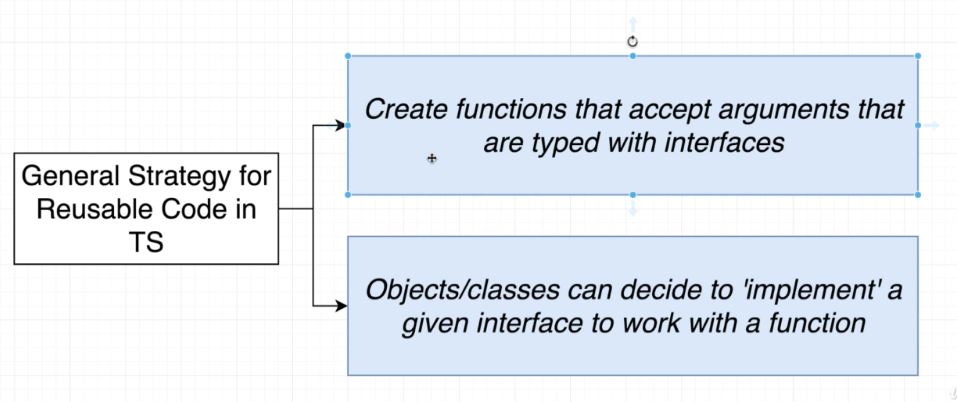 General Strategy for
Reusable Code in
TS
Create functions that accept arguments that
are typed with interfaces
Objects/classes can decide to 'implement' a
given interface to work with a function